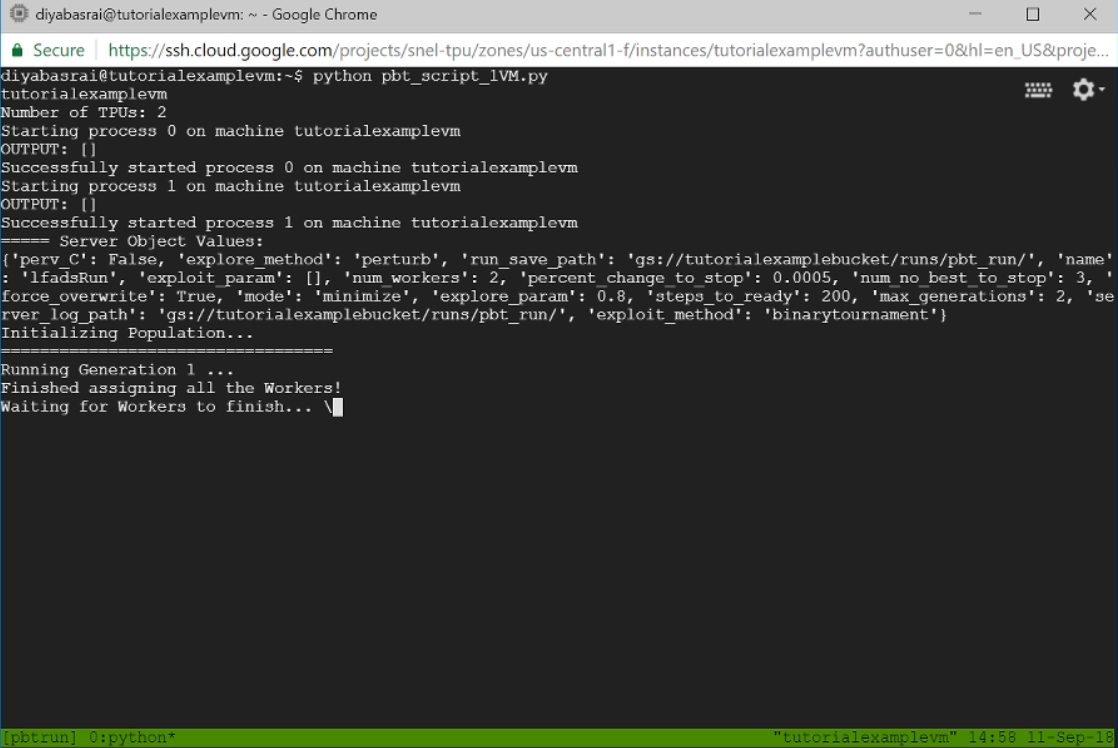 diyabasrai@tutorialexamplevm: ~ - Google Chrome
Secure https://ssh.cloud.google.com/projects/snel-tpu/zones/us-central1-f/instances/tutorialexamplevm?authuser=0&hl=en_US&proje...
diyabasrai@tutorialexamplevm:~$ python pbt_script_1VM.py
tutorialexamplevm
Number of TPUs: 2
Starting process 0 on machine tutorialexamplevm
OUTPUT: []
Successfully started process 0 on machine tutorialexamplevm
Starting process 1 on machine tutorialexamplevm
OUTPUT: []
Successfully started process 1 on machine tutorialexamplevm
===== Server Object Values:
{'perv_C': False, 'explore_method': 'perturb', 'run_save_path': 'gs://tutorialexamplebucket/runs/pbt_run/', 'name'
: 'lfadsRun', 'exploit_param': [], 'num_workers': 2, 'percent_change_to_stop': 0.0005, 'num_no_best_to_stop': 3, '
force_overwrite': True, 'mode': 'minimize', 'explore_param': 0.8, 'steps_to_ready': 200, 'max_generations': 2, 'se
rver_log_path': 'gs://tutorialexamplebucket/runs/pbt_run/', 'exploit_method': 'binarytournament'}
Initializing Population...
==================================
Running Generation 1 ...
Finished assigning all the Workers!
Waiting for Workers to finish... \
[pbtrun] 0:python* "tutorialexamplevm" 14:58 11-Sep-18